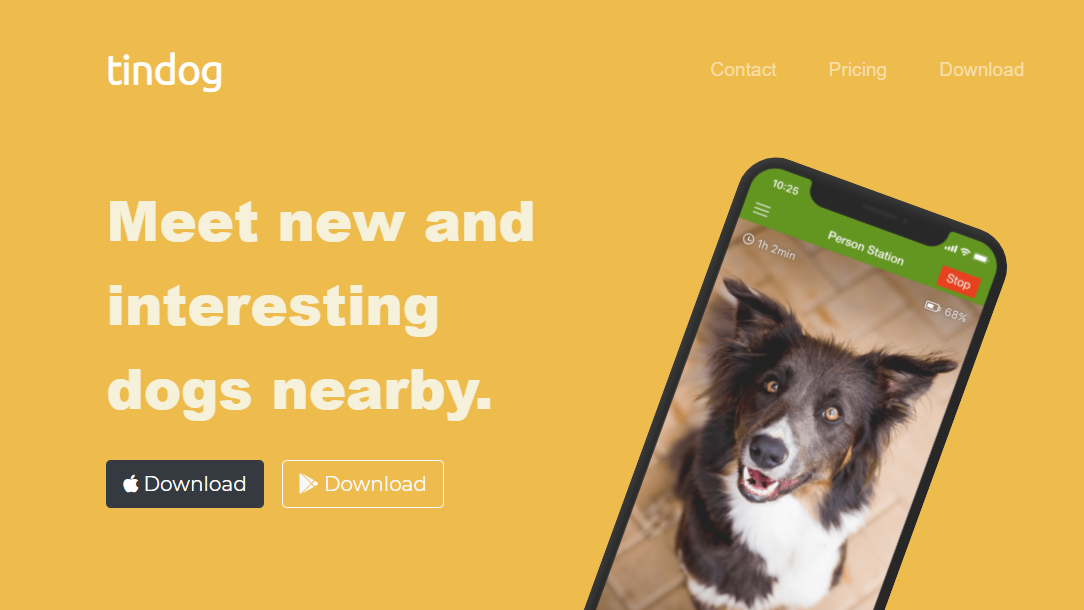 tindog
Contact Pricing Download
Meet new and
interesting
dogs nearby.
Download Download
10:25
Person Station
Stop
1h 2min
68%